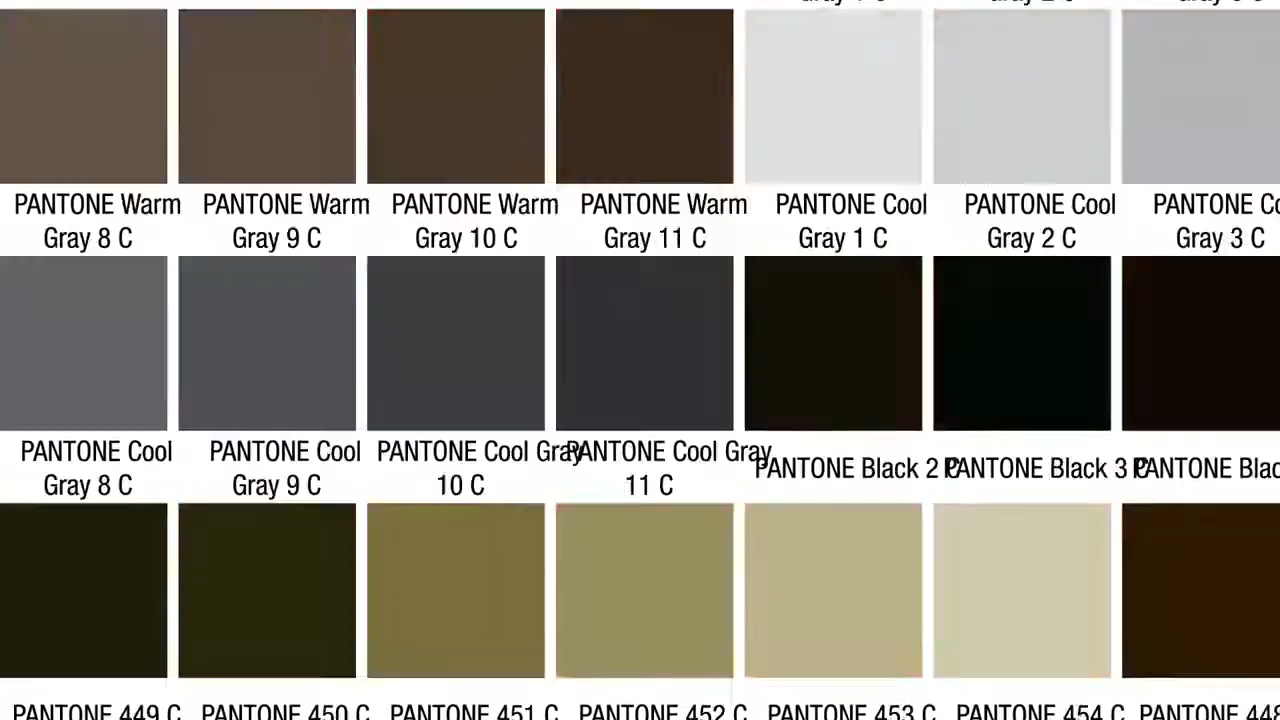 PANTONE Warm Gray 8 C
PANTONE Warm Gray 9 C
PANTONE Warm Gray 10 C
PANTONE Warm Gray 11 C
PANTONE Cool Gray 1 C
PANTONE Cool Gray 2 C
PANTONE Gray 3 C
PANTONE Cool Gray 8 C
PANTONE Cool Gray 9 C
PANTONE Cool Gray 10 C
PANTONE Cool Gray 11 C
PANTONE Black 2 C
PANTONE Black 3 C
PANTONE
PANTONE 449 C
PANTONE 450 C
PANTONE 451 C
PANTONE 452 C
PANTONE 453 C
PANTONE 454 C
PANTONE